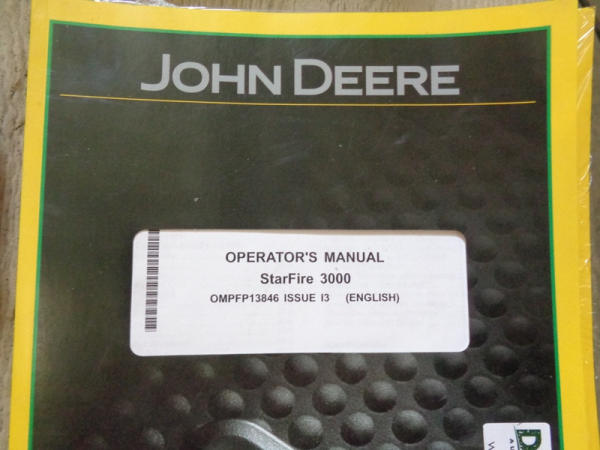 JOHN DEERE
OPERATOR'S MANUAL
StarFire 3000
OMPFP13846 ISSUE I3 (ENGLISH)